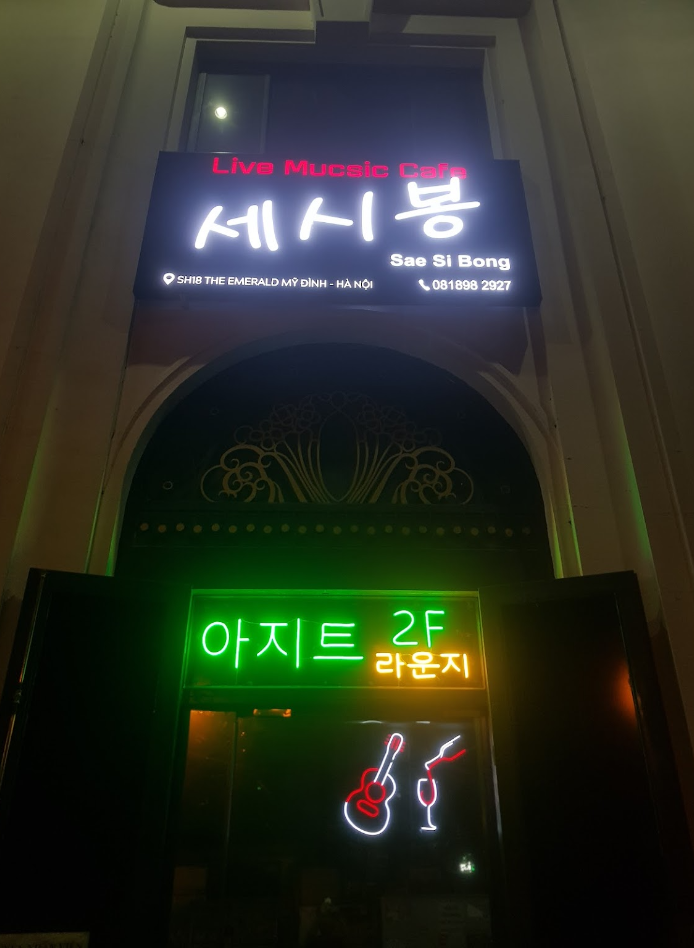 Live Mucsic Cafe
세시봉
Sae Si Bong
SH18 THE EMERALD MỸ ĐÌNH - HÀ NỘI
081898 2927
아지트 2F
라운지